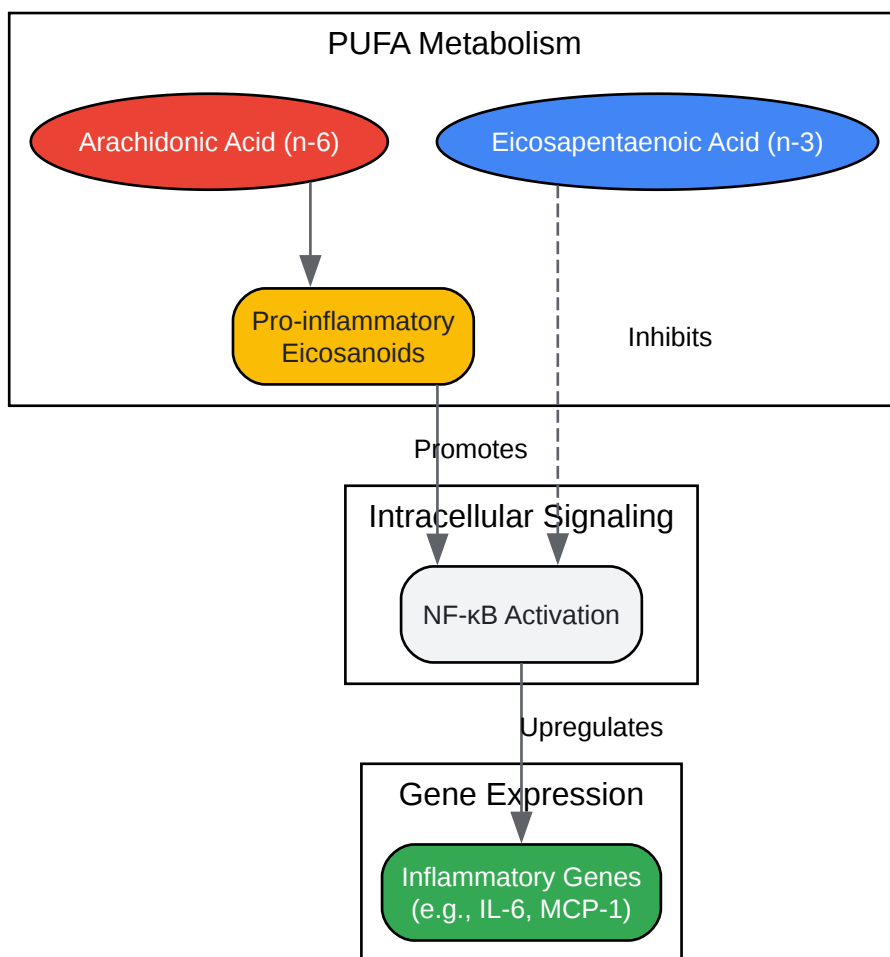 PUFA Metabolism
Arachidonic Acid (n-6)
Eicosapentaenoic Acid (n-3)
Pro-inflammatory
Eicosanoids
Inhibits
Promotes
Intracellular Signaling
NF-κB Activation
Upregulates
Gene Expression
Inflammatory Genes
(e.g., IL-6, MCP-1)